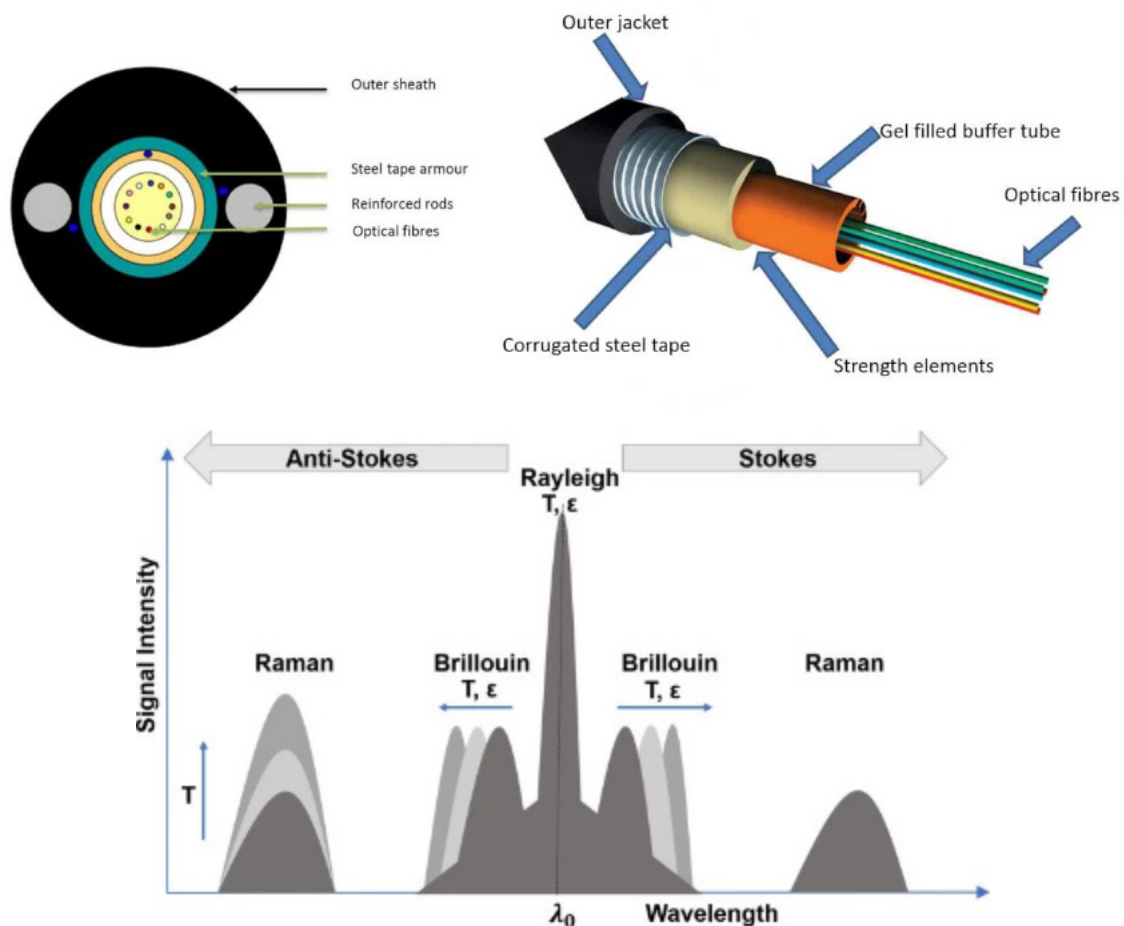 Outer sheath
Steel tape armour
Reinforced rods
Optical fibres
Outer jacket
Gel filled buffer tube
Optical fibres
Corrugated steel tape
Strength elements
Anti-Stokes
Stokes
Rayleigh
T, ε
Raman
Brillouin
T, ε
Brillouin
T, ε
Raman
T
Signal Intensity
λ₀
Wavelength